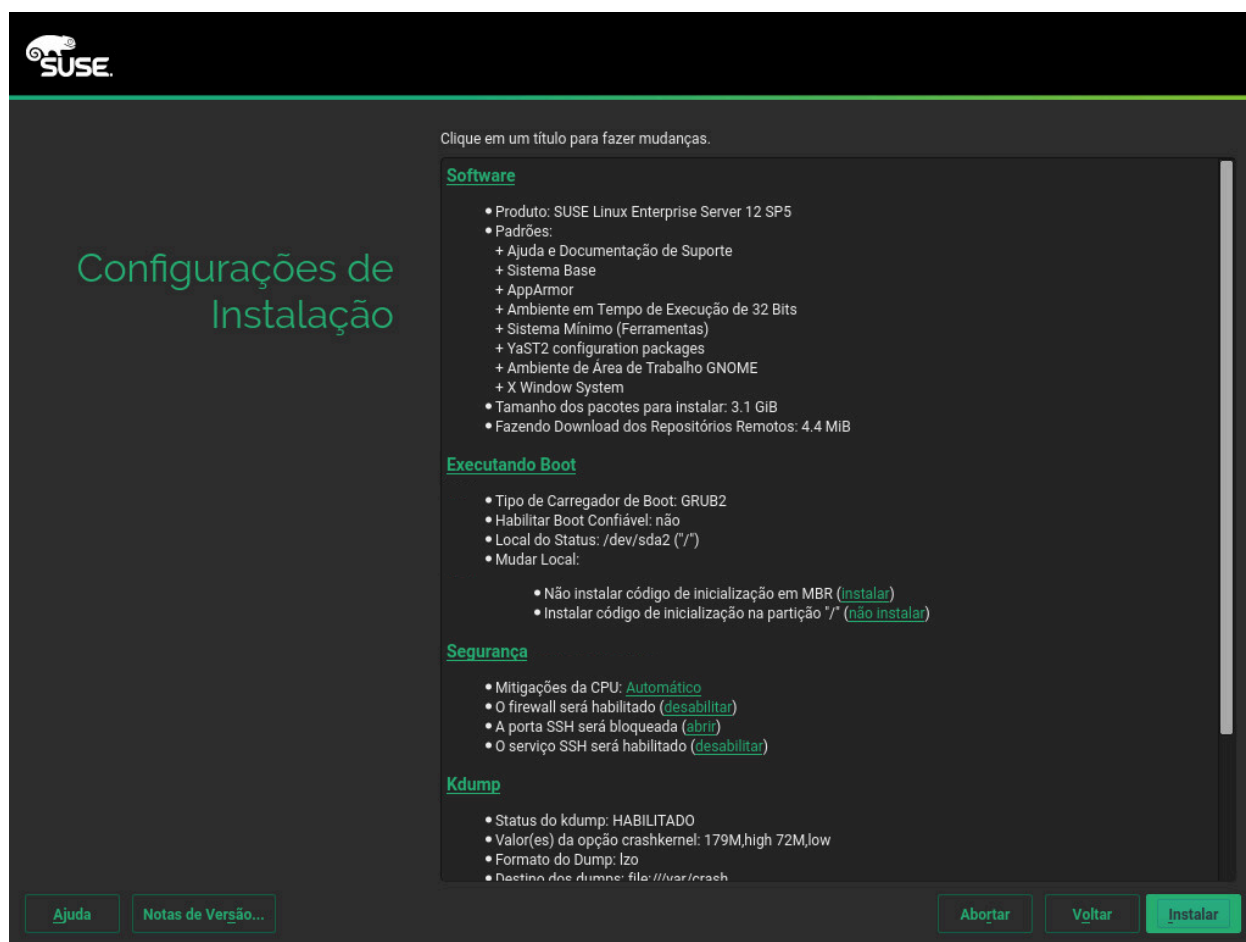 SUSE.
Clique em um título para fazer mudanças.
Configurações de
Instalação
Software
• Produto: SUSE Linux Enterprise Server 12 SP5
• Padrões:
+ Ajuda e Documentação de Suporte
+ Sistema Base
+ AppArmor
+ Ambiente em Tempo de Execução de 32 Bits
+ Sistema Mínimo (Ferramentas)
+ YaST2 configuration packages
+ Ambiente de Área de Trabalho GNOME
+ X Window System
• Tamanho dos pacotes para instalar: 3.1 GiB
• Fazendo Download dos Repositórios Remotos: 4.4 MiB
Executando Boot
• Tipo de Carregador de Boot: GRUB2
• Habilitar Boot Confiável: não
• Local do Status: /dev/sda2 ("/")
• Mudar Local:
• Não instalar código de inicialização em MBR (instalar)
• Instalar código de inicialização na partição "/" (não instalar)
Segurança
• Mitigações da CPU: Automático
• O firewall será habilitado (desabilitar)
• A porta SSH será bloqueada (abrir)
• O serviço SSH será habilitado (desabilitar)
Kdump
• Status do kdump: HABILITADO
• Valor(es) da opção crashkernel: 179M,high 72M,low
• Formato do Dump: lzo
• Destino dos dumps: file:///var/crash
Ajuda
Notas de Versão...
Abortar
Voltar
Instalar